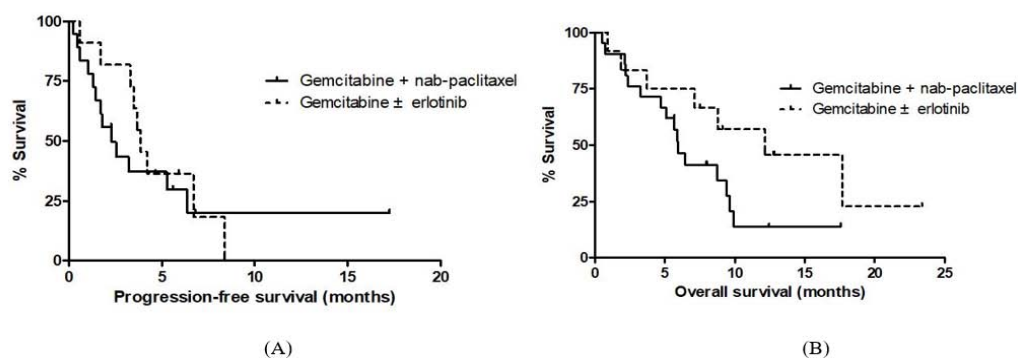 100
75
50
25
0
% Survival
Gemcitabine + nab-paclitaxel
Gemcitabine ± erlotinib
0 5 10 15 20
Progression-free survival (months)
(A)
100
75
50
25
0
% Survival
Gemcitabine + nab-paclitaxel
Gemcitabine ± erlotinib
0 5 10 15 20 25
Overall survival (months)
(B)